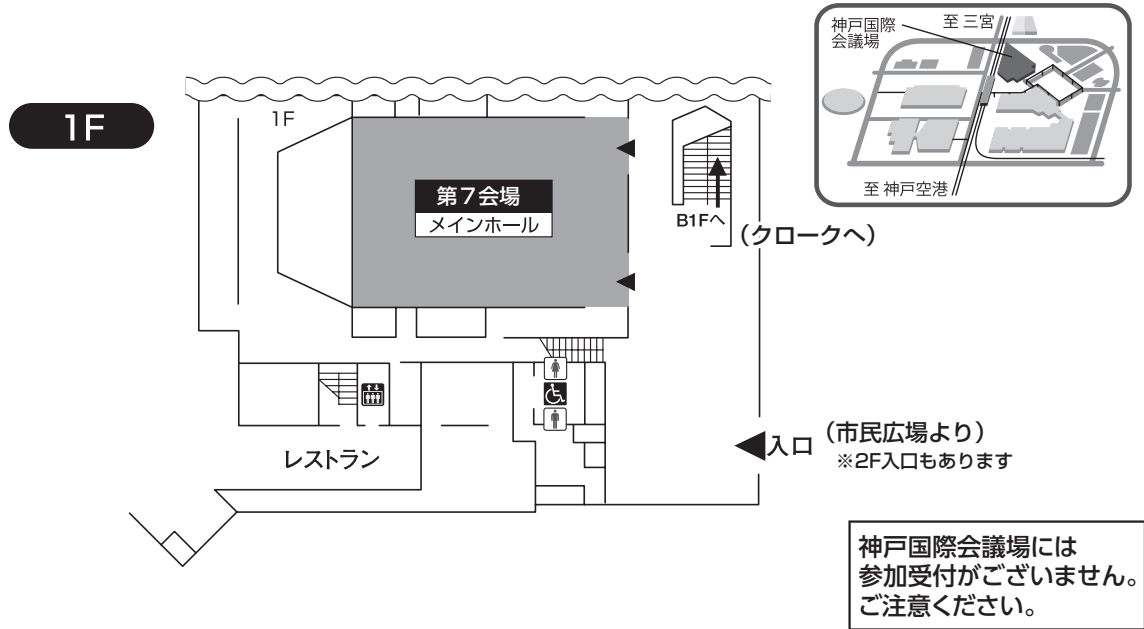 神戸国際
会議場
至 三宮
至 神戸空港
1F
1F
第7会場
メインホール
B1Fへ
(クロークへ)
レストラン
入口
(市民広場より)
※2F入口もあります
神戸国際会議場には
参加受付がございません。
ご注意ください。